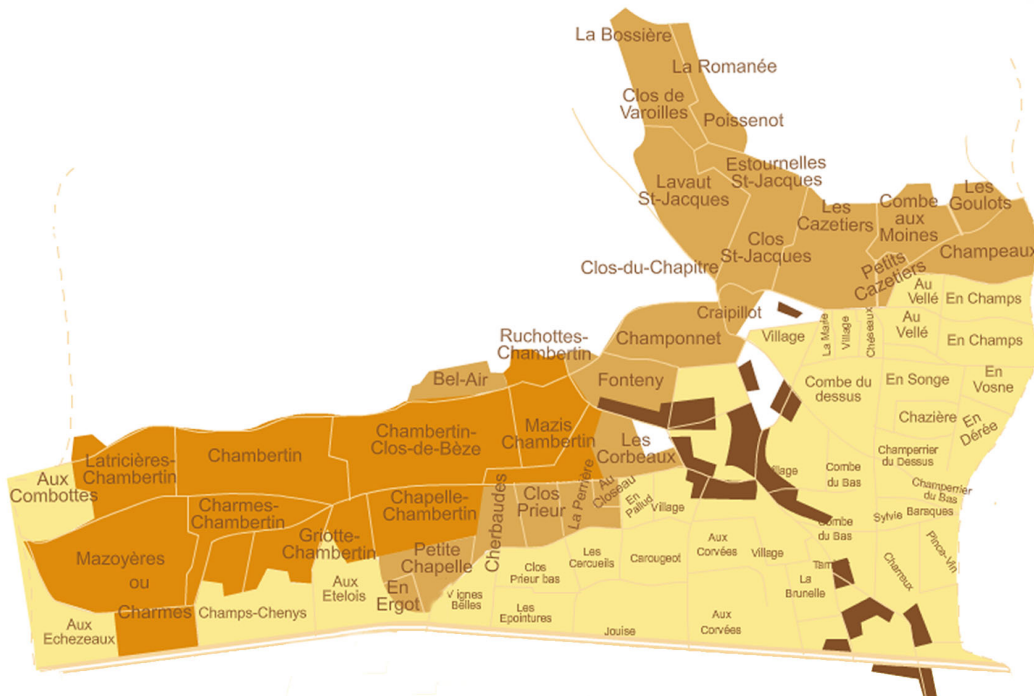 La Bossière
La Romanée
Clos de
Varoilles
Poissenot
Estournelles
St-Jacques
Lavaut
St-Jacques
Les
Cazetiers
Combe
aux
Moines
Les
Goulots
Clos
St-Jacques
Champeaux
Petits
Cazetiers
Clos-du-Chapitre
Craipillot
Au
Vellé
En Champs
Village
La Marie
Village
Chéseaux
Au
Vellé
En Champs
Ruchottes-
Chambertin
Champonnet
Bel-Air
Fonteny
Combe du
dessus
En Songe
En
Vosne
Chazière
En
Dérée
Chambertin-
Clos-de-Bèze
Mazis
Chambertin
Les
Corbeaux
Latricières-
Chambertin
Chambertin
Aux
Combottes
Champerrier
du Dessus
Combe
du Bas
Champerrier
du Bas
Charmes-
Chambertin
Chapelle-
Chambertin
Cherbaudes
Clos
Prieur
La Perrière
Au
Closeau
En
Pallud
Village
Baraques
Sylvie
Combe
du Bas
Pince-Vin
Griotte-
Chambertin
Petite
Chapelle
Mazoyères
ou
Charmes
Les
Cercueils
Carougeot
Aux
Corvées
Village
Clos
Prieur bas
La
Brunelle
Aux
Etelois
En
Ergot
Les
Epointures
Champs-Chenys
Aux
Echezeaux
Jouise
Aux
Corvées